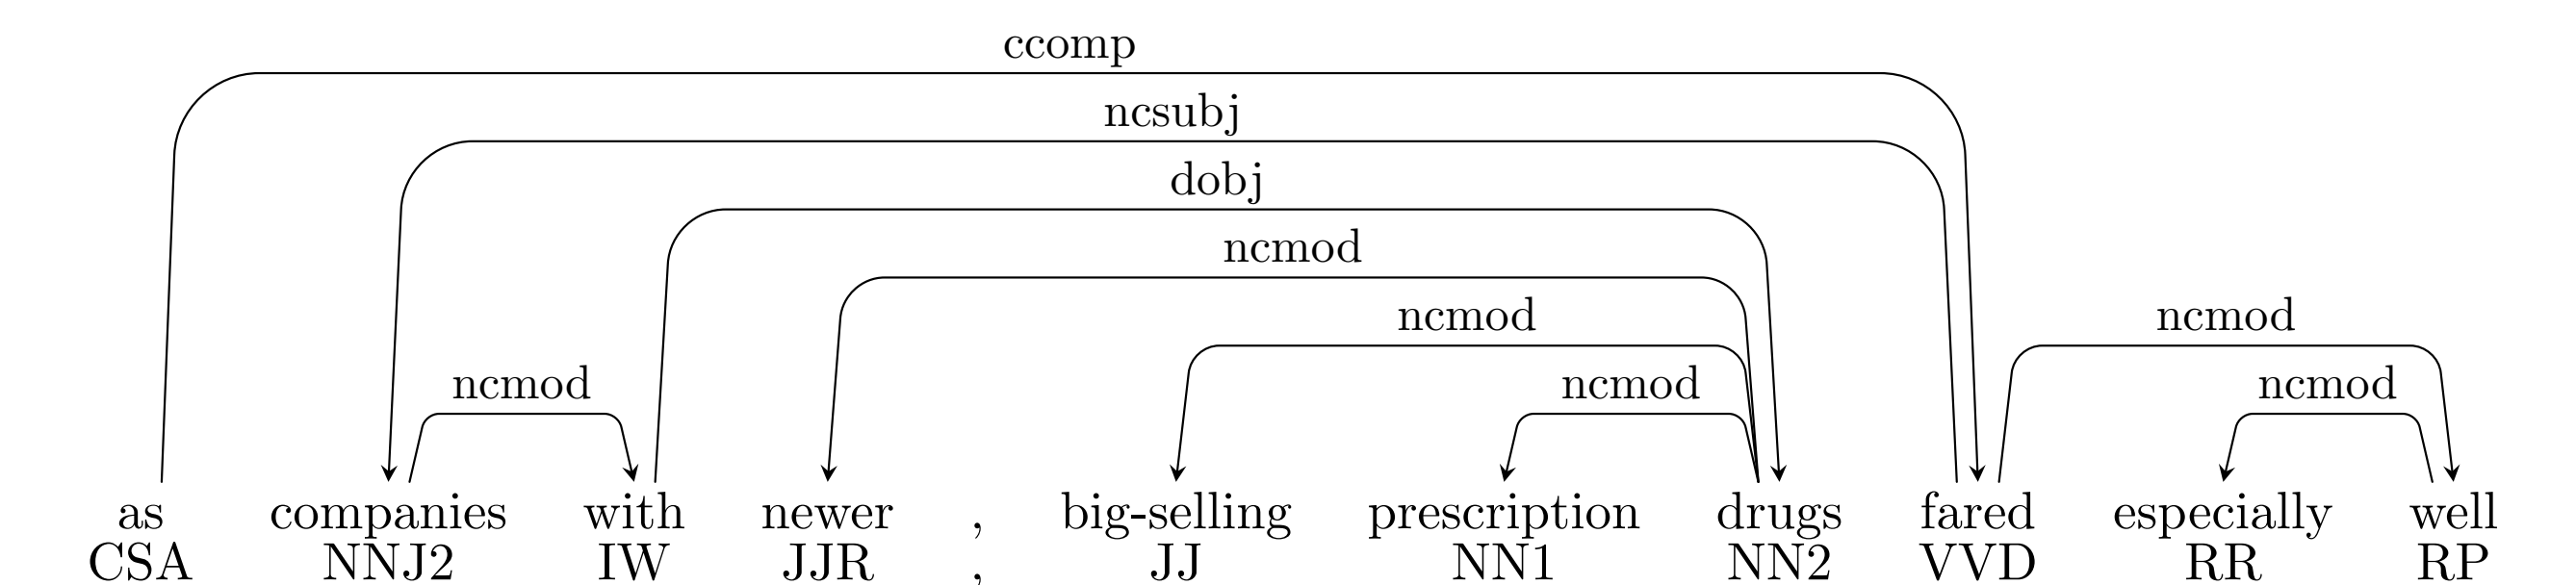 ccomp
ncsubj
dobj
ncmod
ncmod ncmod
ncmod ncmod ncmod
as companies with newer , big-selling prescription drugs fared especially well
CSA NNJ2 IW JJR , JJ NN1 NN2 VVD RR RP